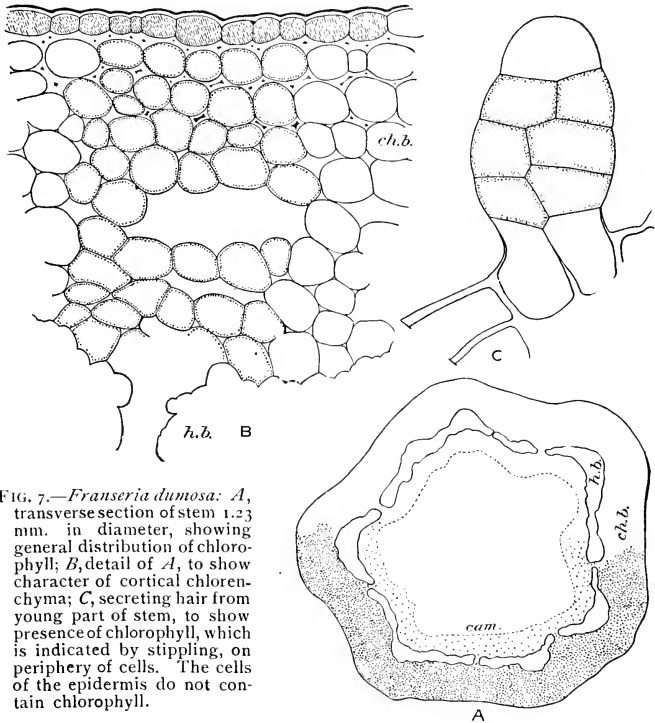 ch.b.
C
h.b. B
h.b.
ch.b.
cam.
A
FIG. 7.—Franseria dumosa: A,
transverse section of stem 1.23
mm. in diameter, showing
general distribution of chloro-
phyll; B, detail of A, to show
character of cortical chloren-
chyma; C, secreting hair from
young part of stem, to show
presence of chlorophyll, which
is indicated by stippling, on
periphery of cells. The cells
of the epidermis do not con-
tain chlorophyll.